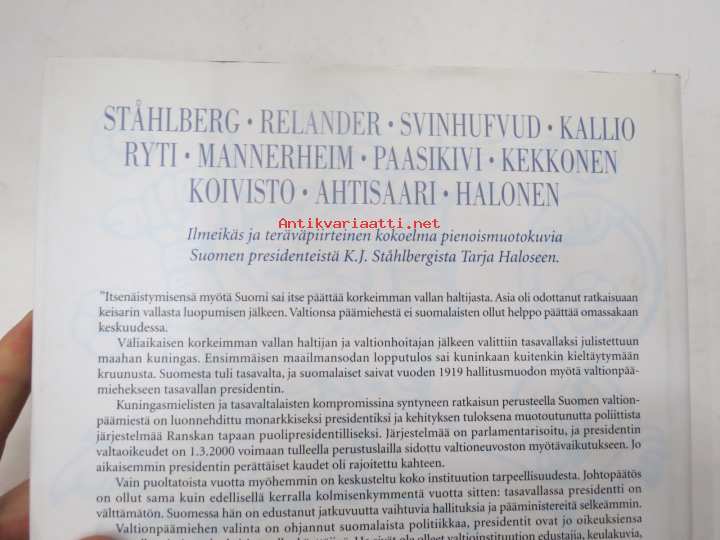 STÅHLBERG • RELANDER • SVINHUFVUD • KALLIO
RYTI • MANNERHEIM • PAASIKIVI • KEKKONEN
KOIVISTO • AHTISAARI • HALONEN
Antikvariaatti.net
Ilmeikäs ja teräväpiirteinen kokoelma pienoismuotokuvia
Suomen presidenteistä K.J. Ståhlbergista Tarja Haloseen.
"Itsenäistymisensä myötä Suomi sai itse päättää korkeimman vallan haltijasta. Asia oli odottanut ratkaisuaan
keisarin vallasta luopumisen jälkeen. Valtionsa päämiehestä ei suomalaisten ollut helppo päättää omassakaan
keskuudessa.
Väliaikaisen korkeimman vallan haltijan ja valtionhoitajan jälkeen valittiin tasavallaksi julistettuun
maahan kuningas. Ensimmäisen maailmansodan lopputulos sai kuninkaan kuitenkin kieltäytymään
kruunusta. Suomesta tuli tasavalta, ja suomalaiset saivat vuoden 1919 hallitusmuodon myötä valtionpää-
miehekseen tasavallan presidentin.
Kuningasmielisten ja tasavaltalaisten kompromissina syntyneen ratkaisun perusteella Suomen valtion-
päämiestä on luonnehdittu monarkkiseksi presidentiksi ja kehityksen tuloksena muotoutunutta poliittista
järjestelmää Ranskan tapaan puolipresidentilliseksi. Järjestelmää on parlamentarisoitu, ja presidentin
valtaoikeudet on 1.3.2000 voimaan tulleella perustuslailla sidottu valtioneuvoston myötävaikutukseen. Jo
aikaisemmin presidentin perättäiset kaudet oli rajoitettu kahteen.
Vain puoltatoista vuotta myöhemmin on keskusteltu koko instituution tarpeellisuudesta. Johtopäätös
on ollut sama kuin edellisellä kerralla kolmisenkymmentä vuotta sitten: tasavallassa presidentti on
välttämätön. Suomessa hän on edustanut jatkuvuutta vaihtuvia hallituksia ja pääministereitä selkeämmin.
Valtionpäämiehen valinta on ohjannut suomalaista politiikkaa, presidentit ovat jo oikeuksiensa
He eivät ole olleet valtioinstituution edustajia, keulakuvia,